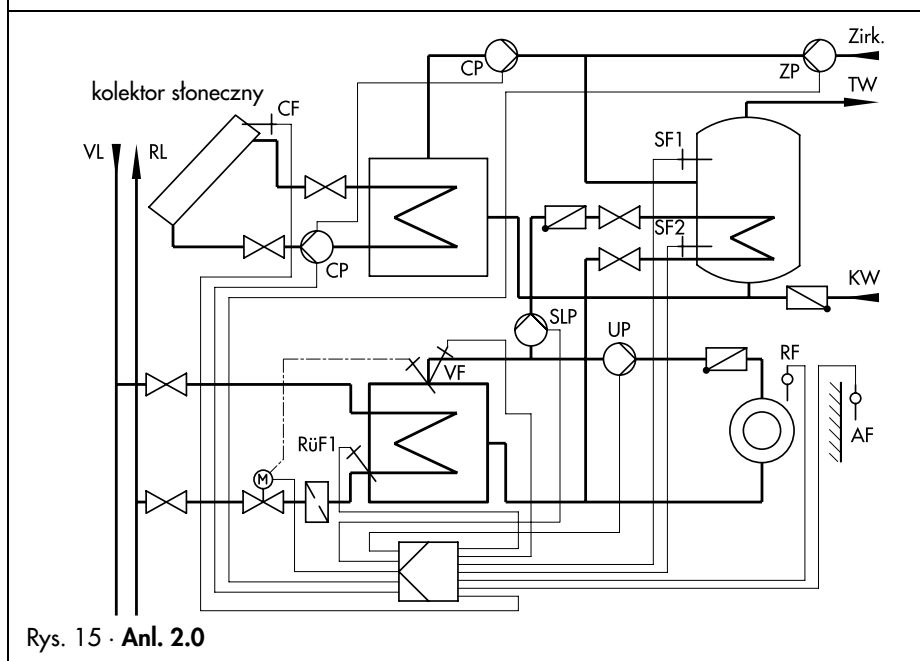 Zirk.
CP
ZP
kolektor słoneczny
TW
CF
VL
RL
SF1
SF2
CP
KW
SLP
UP
VF
RF
RüF1
AF
M
Rys. 15 · Anl. 2.0